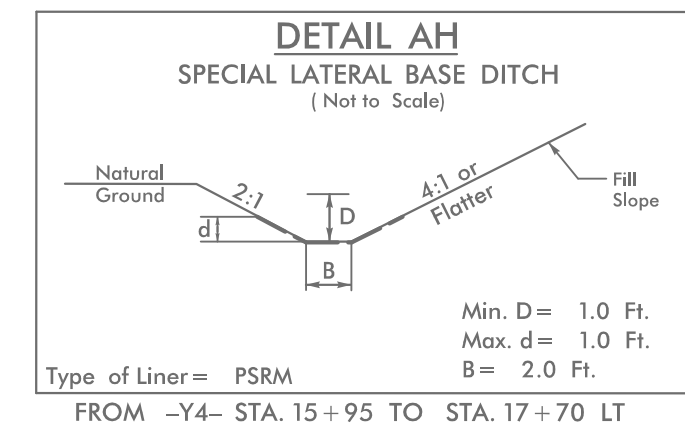 DETAIL AH
SPECIAL LATERAL BASE DITCH
( Not to Scale)
Natural
Ground
2:1
D
d
B
4:1 or
Flatter
Fill
Slope
Min. D= 1.0 Ft.
Max. d= 1.0 Ft.
B= 2.0 Ft.
Type of Liner= PSRM
FROM -Y4- STA. 15+95 TO STA. 17+70 LT